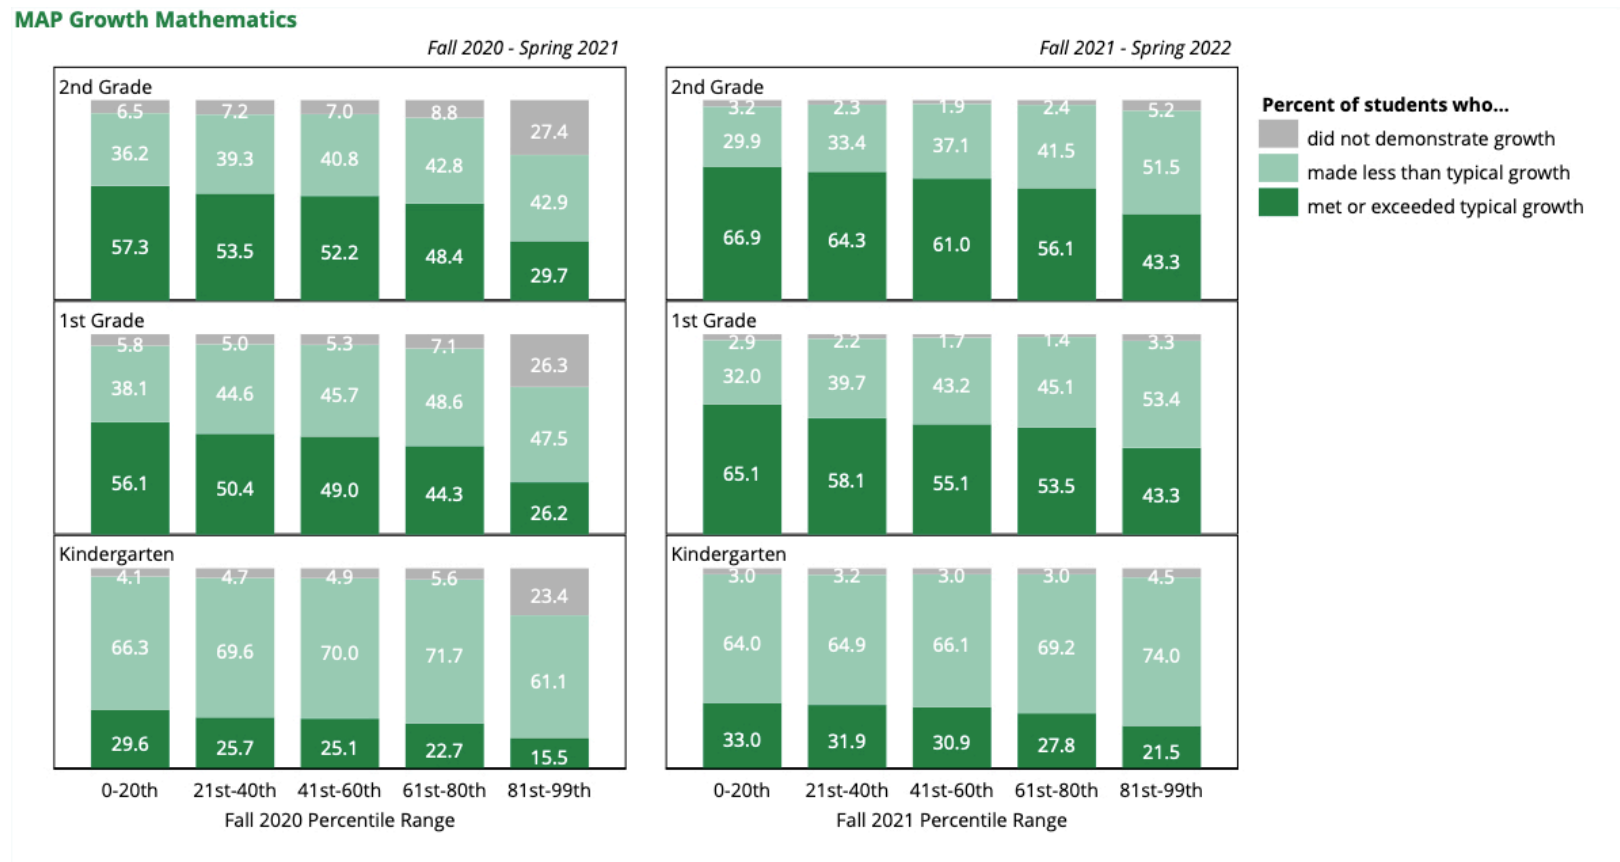 MAP Growth Mathematics
Fall 2020 - Spring 2021
2nd Grade
6.5 7.2 7.0 8.8 27.4
36.2 39.3 40.8 42.8 42.9
57.3 53.5 52.2 48.4 29.7
1st Grade
5.8 5.0 5.3 7.1 26.3
38.1 44.6 45.7 48.6 47.5
56.1 50.4 49.0 44.3 26.2
Kindergarten
4.1 4.7 4.9 5.6 23.4
66.3 69.6 70.0 71.7 61.1
29.6 25.7 25.1 22.7 15.5
0-20th 21st-40th 41st-60th 61st-80th 81st-99th
Fall 2020 Percentile Range
Fall 2021 - Spring 2022
2nd Grade
3.2 2.3 1.9 2.4 5.2
29.9 33.4 37.1 41.5 51.5
66.9 64.3 61.0 56.1 43.3
1st Grade
2.9 2.2 1.7 1.4 3.3
32.0 39.7 43.2 45.1 53.4
65.1 58.1 55.1 53.5 43.3
Kindergarten
3.0 3.2 3.0 3.0 4.5
64.0 64.9 66.1 69.2 74.0
33.0 31.9 30.9 27.8 21.5
0-20th 21st-40th 41st-60th 61st-80th 81st-99th
Fall 2021 Percentile Range
Percent of students who...
did not demonstrate growth
made less than typical growth
met or exceeded typical growth